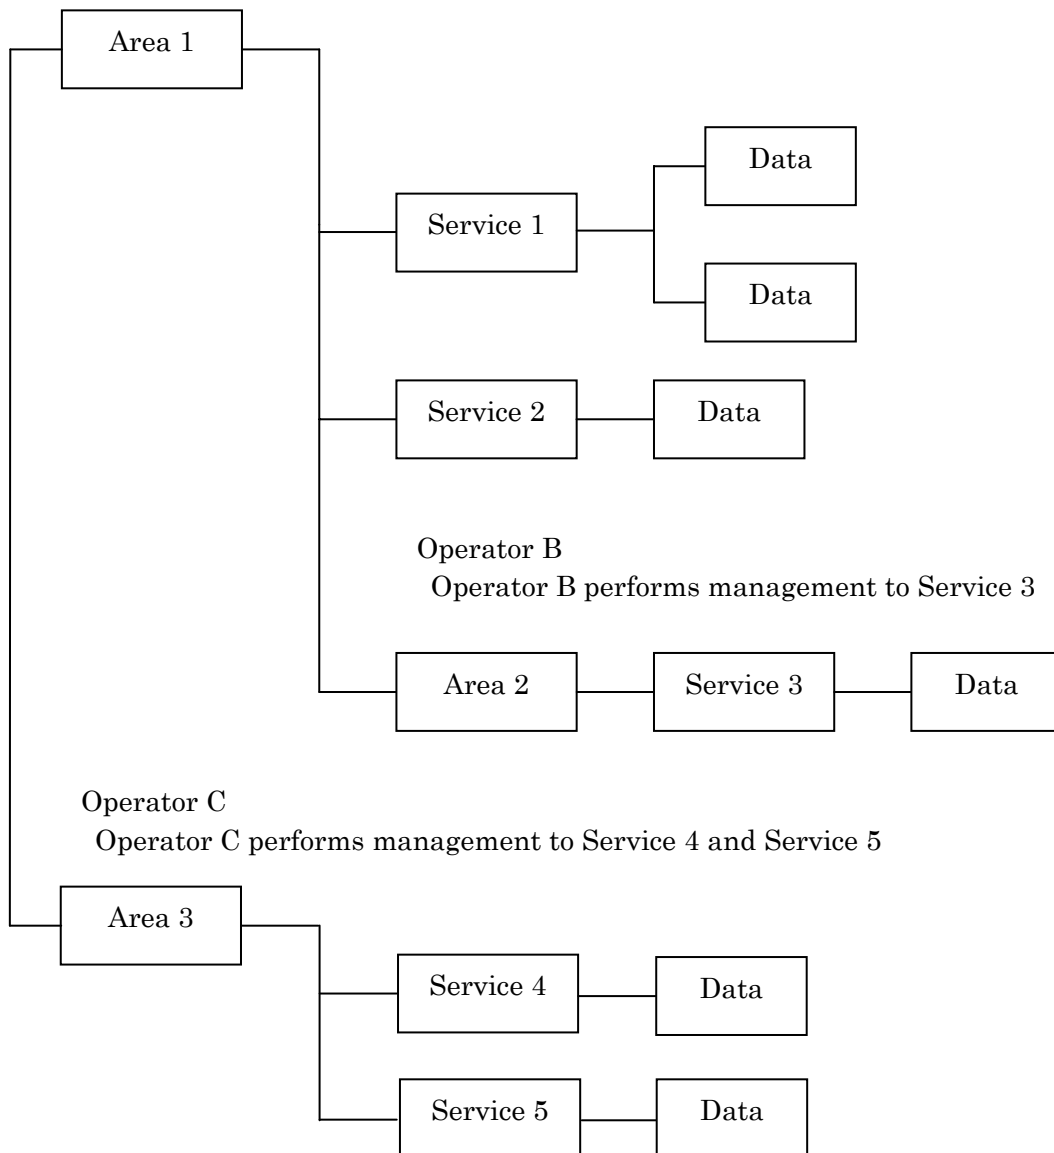 Area 1
Data
Service 1
Data
Service 2
Data
Operator B
Operator B performs management to Service 3
Area 2
Service 3
Data
Operator C
Operator C performs management to Service 4 and Service 5
Area 3
Service 4
Data
Service 5
Data